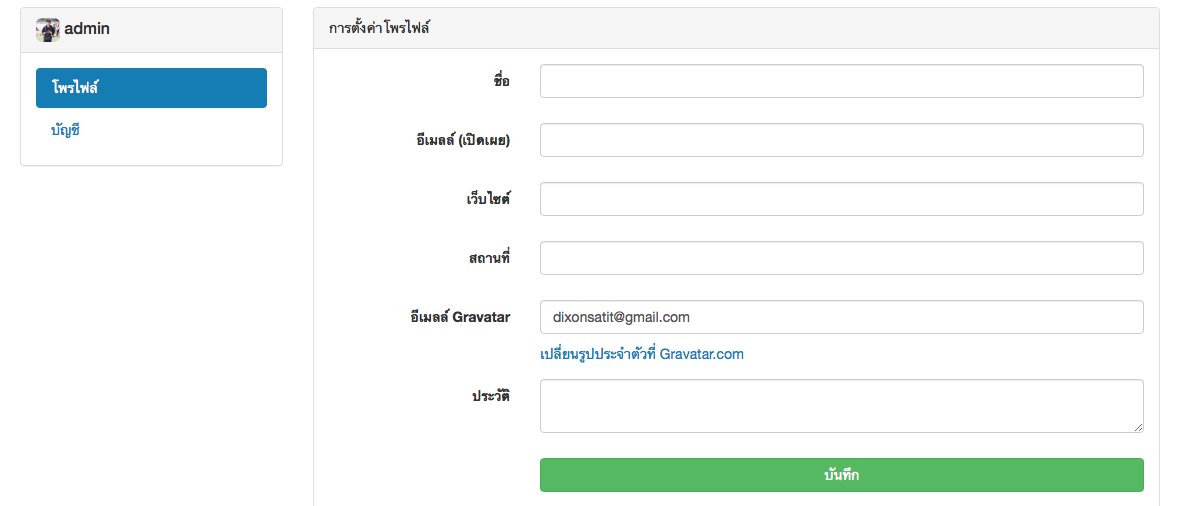 admin
โพรไฟล์
บัญชี
การตั้งค่าโพรไฟล์
ชื่อ
อีเมลล์ (เปิดเผย)
เว็บไซต์
สถานที่
อีเมลล์ Gravatar
dixonsatit@gmail.com
เปลี่ยนรูปประจำตัวที่ Gravatar.com
ประวัติ
บันทึก